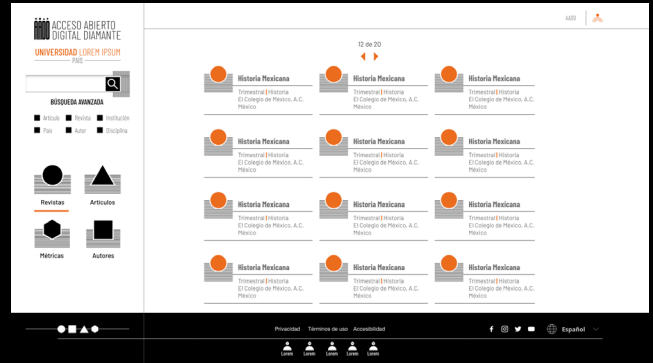 ACCESO ABIERTO
DIGITAL DIAMANTE
UNIVERSIDAD LOREM IPSUM
PAÍS
BÚSQUEDA AVANZADA
Artículo Revista Institución
País Autor Disciplina
Revistas Artículos
Métricas Autores
AADD
12 de 20
Historia Mexicana Historia Mexicana Historia Mexicana
Trimestral | Historia Trimestral | Historia Trimestral | Historia
El Colegio de México, A.C. El Colegio de México, A.C. El Colegio de México, A.C.
México México México
Historia Mexicana Historia Mexicana Historia Mexicana
Trimestral | Historia Trimestral | Historia Trimestral | Historia
El Colegio de México, A.C. El Colegio de México, A.C. El Colegio de México, A.C.
México México México
Historia Mexicana Historia Mexicana Historia Mexicana
Trimestral | Historia Trimestral | Historia Trimestral | Historia
El Colegio de México, A.C. El Colegio de México, A.C. El Colegio de México, A.C.
México México México
Historia Mexicana Historia Mexicana Historia Mexicana
Trimestral | Historia Trimestral | Historia Trimestral | Historia
El Colegio de México, A.C. El Colegio de México, A.C. El Colegio de México, A.C.
México México México
Privacidad Términos de uso Accesibilidad
Español
Lorem Lorem Lorem Lorem Lorem